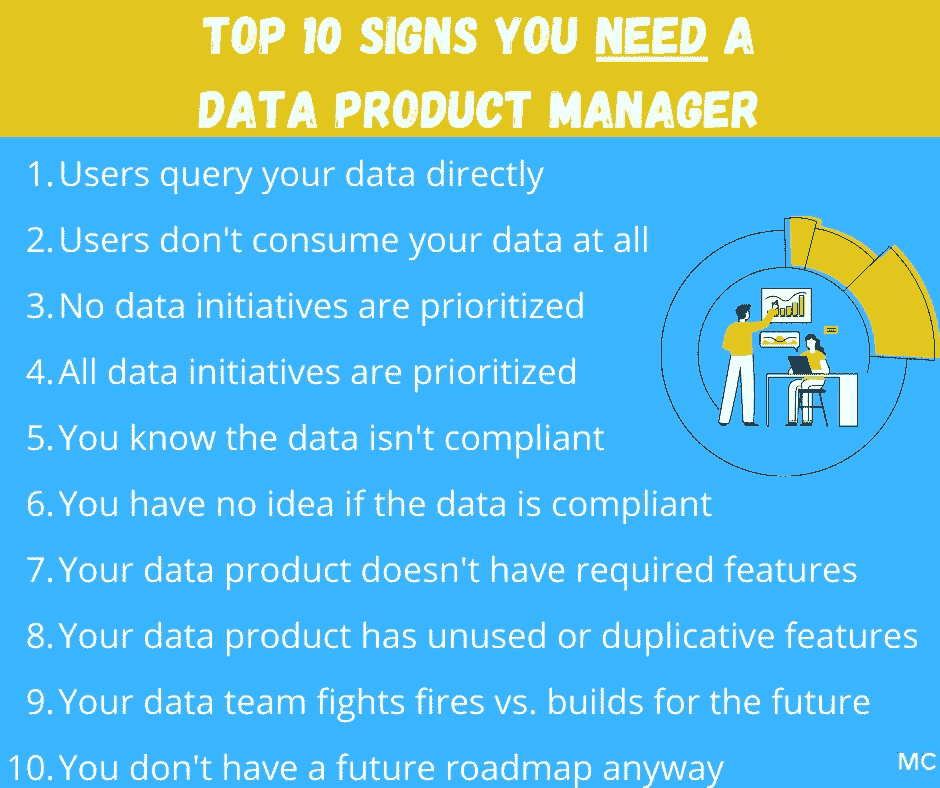 TOP 10 SIGNS YOU NEED A
DATA PRODUCT MANAGER
1. Users query your data directly
2. Users don't consume your data at all
3. No data initiatives are prioritized
4. All data initiatives are prioritized
5. You know the data isn't compliant
6. You have no idea if the data is compliant
7. Your data product doesn't have required features
8. Your data product has unused or duplicative features
9. Your data team fights fires vs. builds for the future
10. You don't have a future roadmap anyway
MC